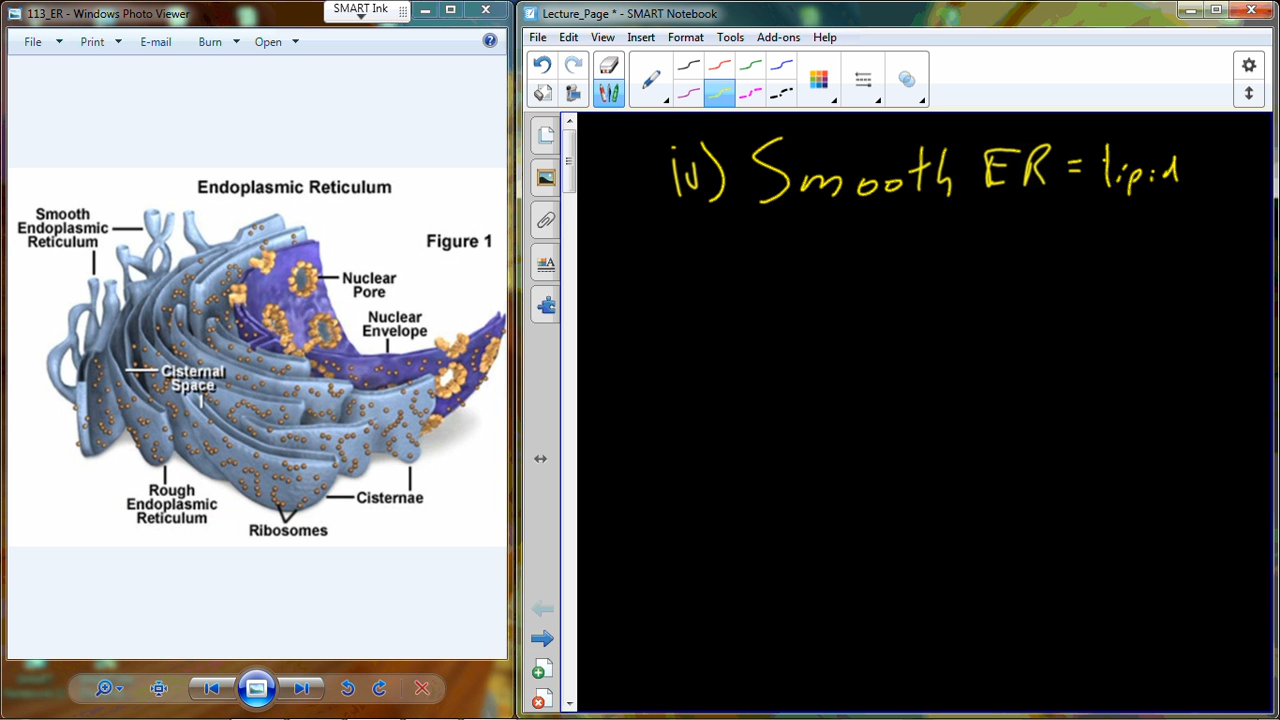 113_ER - Windows Photo Viewer
SMART Ink
File Print E-mail Burn Open
Endoplasmic Reticulum
Smooth
Endoplasmic
Reticulum
Figure 1
Nuclear
Pore
Nuclear
Envelope
Cisternal
Space
Rough
Endoplasmic
Reticulum
Cisternae
Ribosomes
Lecture_Page * - SMART Notebook
File Edit View Insert Format Tools Add-ons Help
iv) Smooth ER = lipid